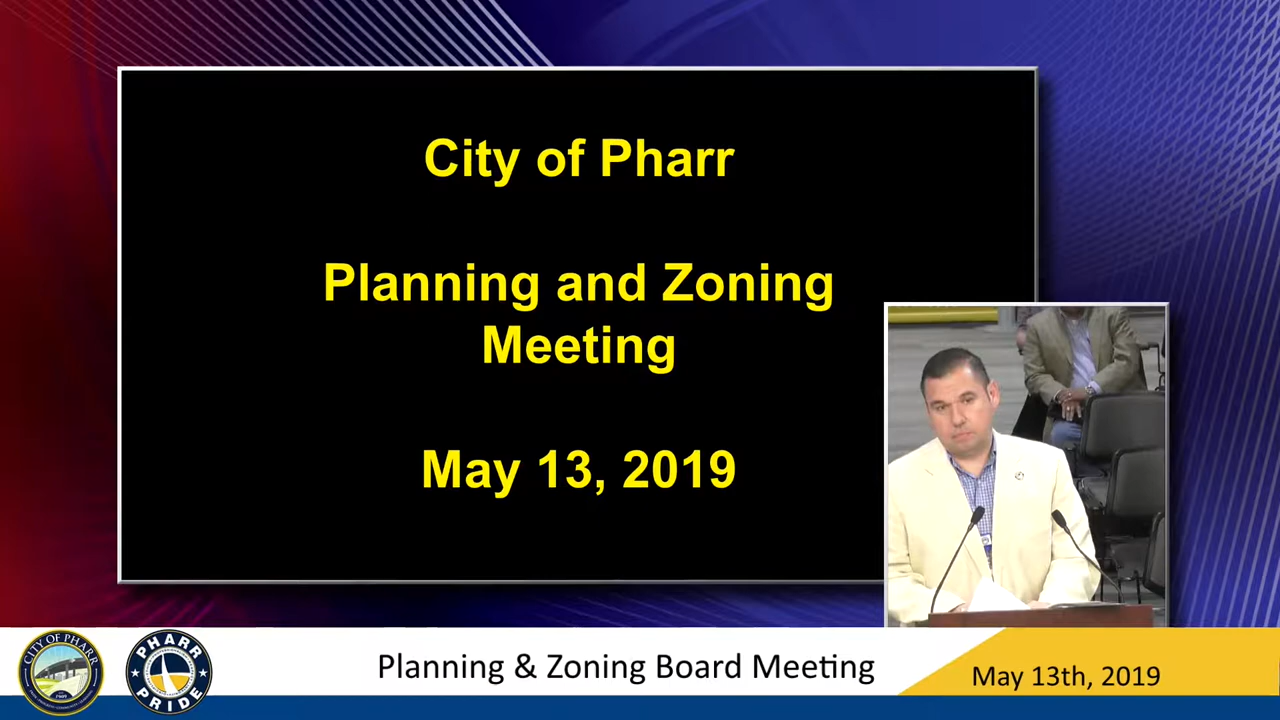 City of Pharr
Planning and Zoning
Meeting
May 13, 2019
CITY OF PHARR
PHARR
PRIDE
Planning & Zoning Board Meeting
May 13th, 2019